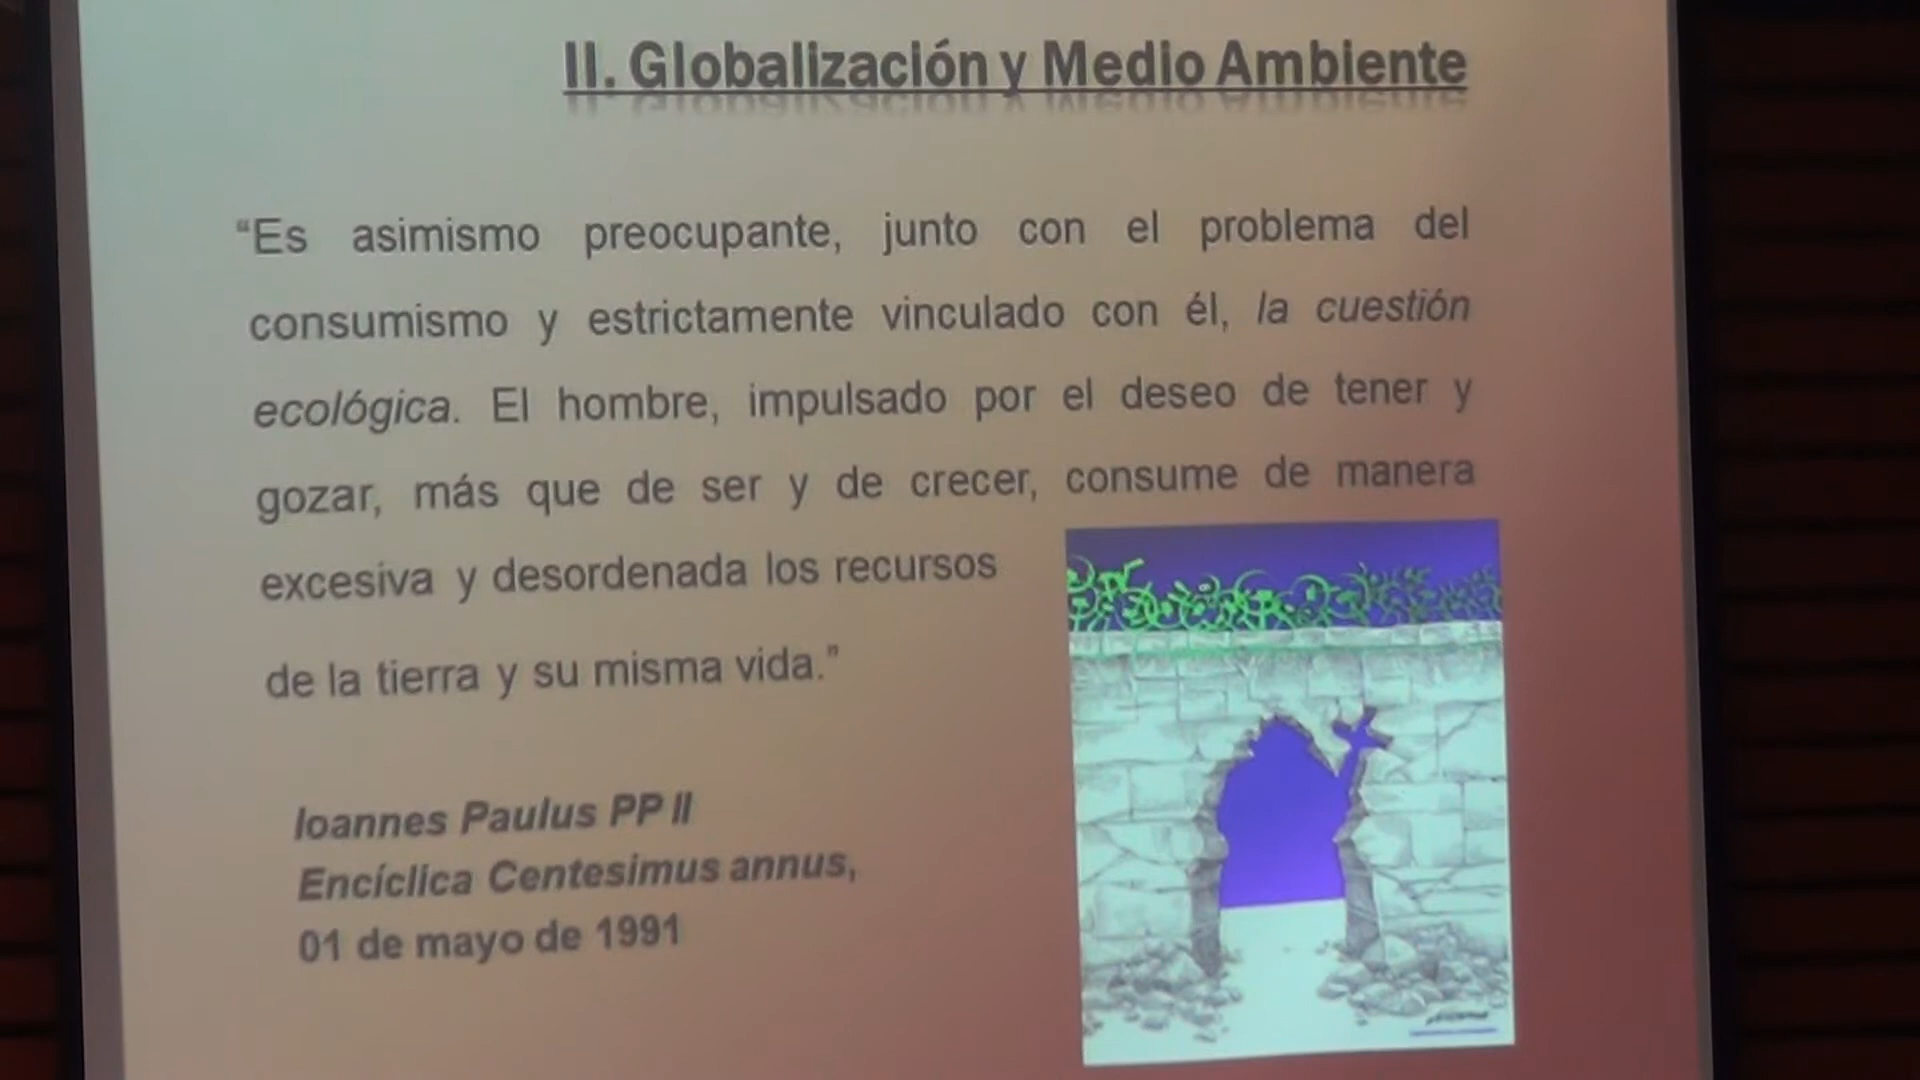 II. Globalización y Medio Ambiente
“Es asimismo preocupante, junto con el problema del
consumismo y estrictamente vinculado con él, la cuestión
ecológica. El hombre, impulsado por el deseo de tener y
gozar, más que de ser y de crecer, consume de manera
excesiva y desordenada los recursos
de la tierra y su misma vida.”
Ioannes Paulus PP II
Encíclica Centesimus annus,
01 de mayo de 1991